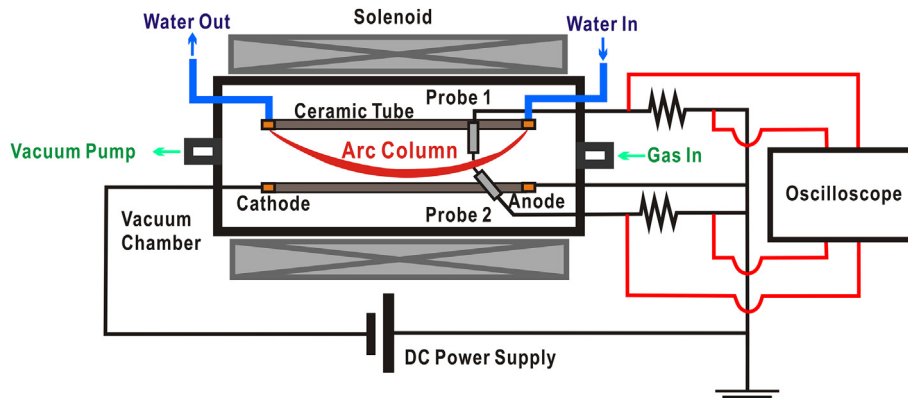 Solenoid
Water Out
Water In
Probe 1
Ceramic Tube
Vacuum Pump
Arc Column
Gas In
Oscilloscope
Cathode
Anode
Probe 2
Vacuum
Chamber
DC Power Supply